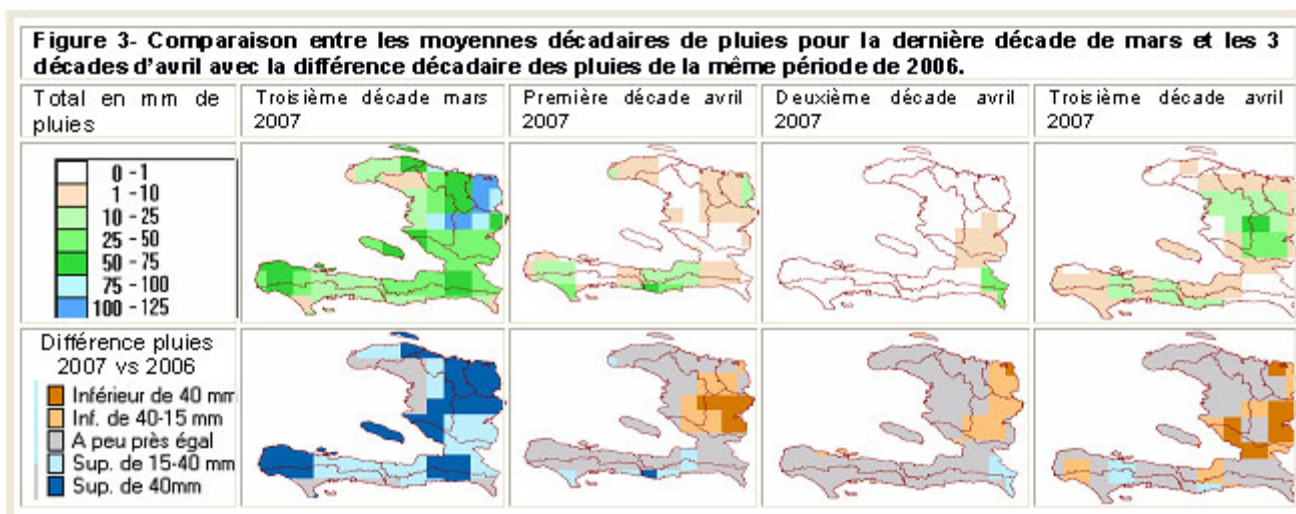 Figure 3- Comparaison entre les moyennes décadaires de pluies pour la dernière décade de mars et les 3
décades d'avril avec la différence décadaire des pluies de la même période de 2006.
Total en mm de
pluies
Troisième décade mars
2007
Première décade avril
2007
Deuxième décade avril
2007
Troisième décade avril
2007
0 - 1
1 - 10
10 - 25
25 - 50
50 - 75
75 - 100
100 - 125
Différence pluies
2007 vs 2006
Inférieur de 40 mm
Inf. de 40-15 mm
A peu près égal
Sup. de 15-40 mm
Sup. de 40mm